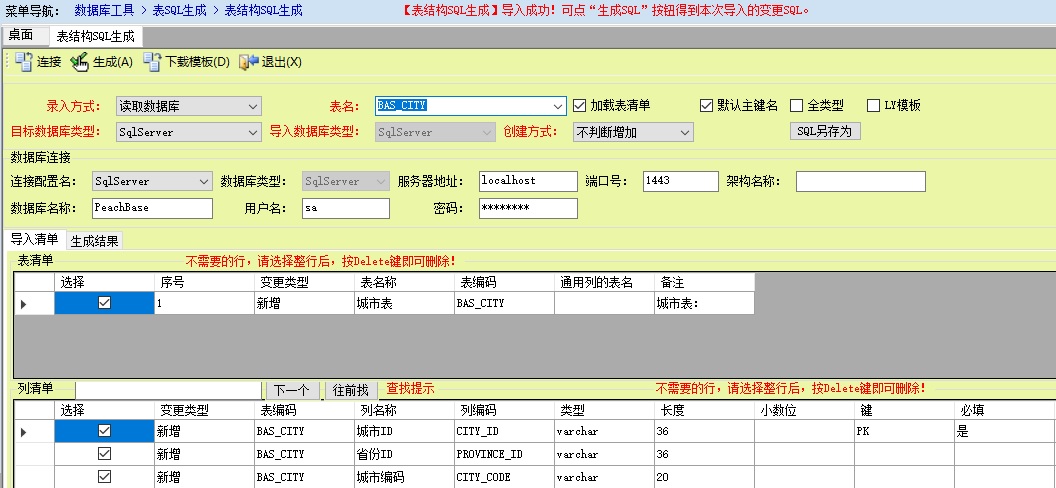 菜单导航: 数据库工具 > 表SQL生成 > 表结构SQL生成 【表结构SQL生成】导入成功！可点“生成SQL”按钮得到本次导入的变更SQL。
桌面 表结构SQL生成
连接 生成(A) 下载模板(D) 退出(X)
录入方式: 读取数据库 表名: BAS_CITY 加载表清单 默认主键名 全类型 LY模板
目标数据库类型: SqlServer 导入数据库类型: SqlServer 创建方式: 不判断增加 SQL另存为
数据库连接
连接配置名: SqlServer 数据库类型: SqlServer 服务器地址: localhost 端口号: 1443 架构名称:
数据库名称: PeachBase 用户名: sa 密码: ********
导入清单 生成结果
表清单 不需要的行，请选择整行后，按Delete键即可删除！
选择 序号 变更类型 表名称 表编码 通用列的表名 备注
1 新增 城市表 BAS_CITY 城市表:
列清单 下一个 往前找 查找提示 不需要的行，请选择整行后，按Delete键即可删除！
选择 变更类型 表编码 列名称 列编码 类型 长度 小数位 键 必填
新增 BAS_CITY 城市ID CITY_ID varchar 36 PK 是
新增 BAS_CITY 省份ID PROVINCE_ID varchar 36
新增 BAS_CITY 城市编码 CITY_CODE varchar 20